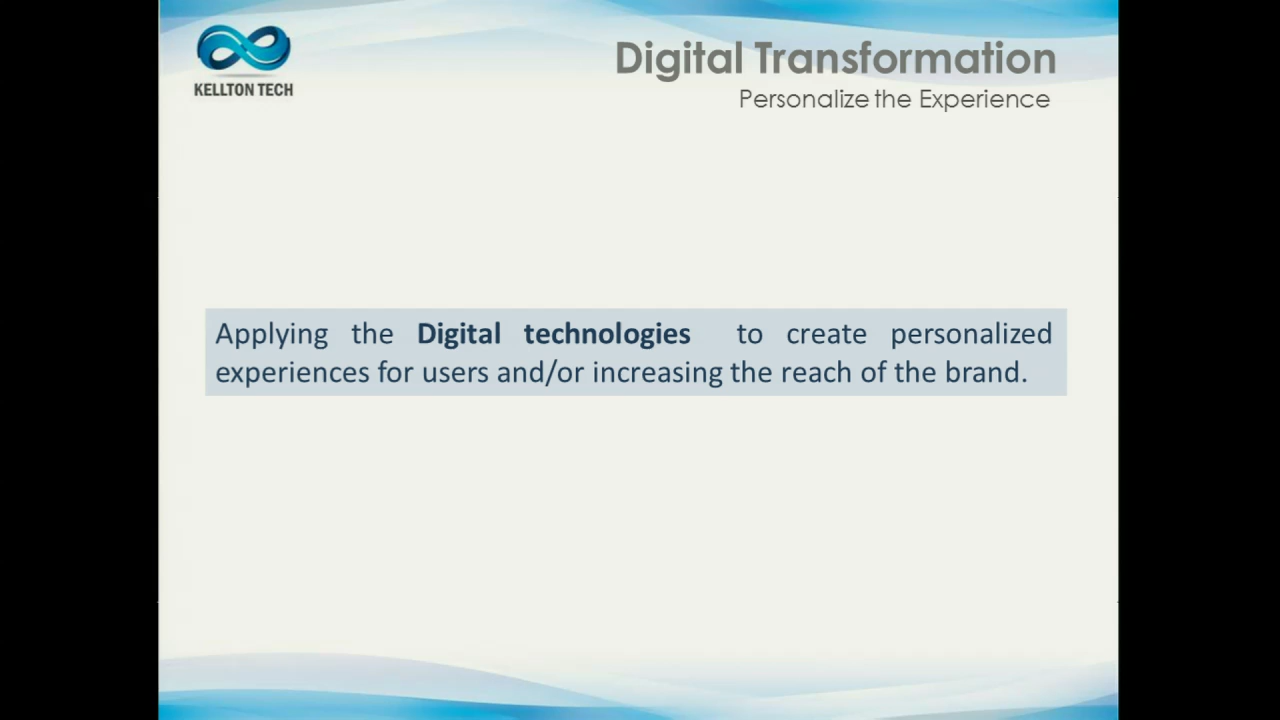 KELLTON TECH
Digital Transformation
Personalize the Experience
Applying the Digital technologies to create personalized
experiences for users and/or increasing the reach of the brand.